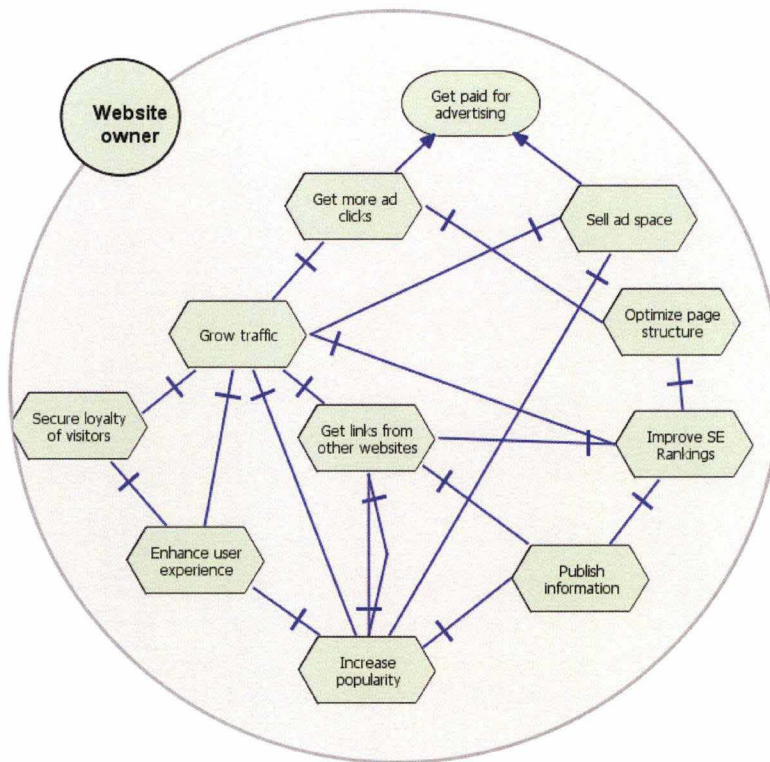 Website
owner
Get paid for
advertising
Get more ad
clicks
Sell ad space
Grow traffic
Optimize page
structure
Secure loyalty
of visitors
Get links from
other websites
Improve SE
Rankings
Enhance user
experience
Publish
information
Increase
popularity